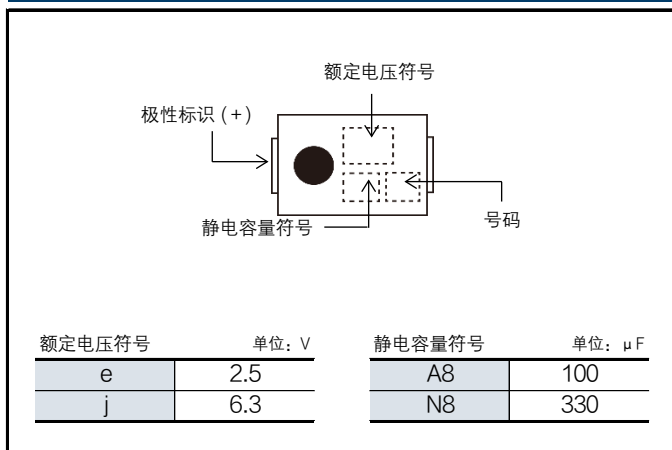 额定电压符号
极性标识 (+)
静电容量符号
号码
额定电压符号 单位: V
e 2.5
j 6.3
静电容量符号 单位: μF
A8 100
N8 330